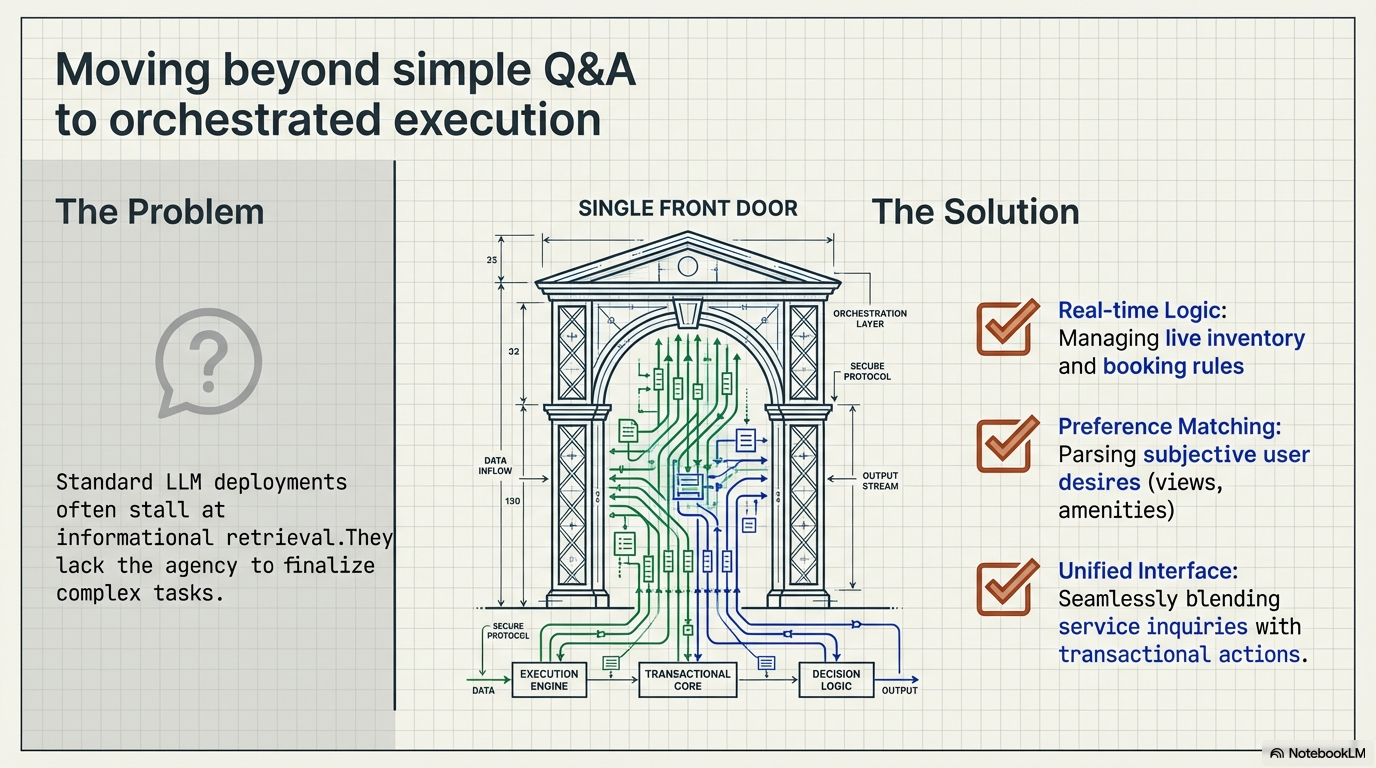 Moving beyond simple Q&A
to orchestrated execution
The Problem
Standard LLM deployments
often stall at
informational retrieval.They
lack the agency to finalize
complex tasks.
SINGLE FRONT DOOR
25
32
130
ORCHESTRATION
LAYER
SECURE
PROTOCOL
DATA
INFLOW
OUTPUT
STREAM
SECURE
PROTOCOL
DATA
EXECUTION
ENGINE
TRANSACTIONAL
CORE
DECISION
LOGIC
OUTPUT
The Solution
Real-time Logic:
Managing live inventory
and booking rules
Preference Matching:
Parsing subjective user
desires (views,
amenities)
Unified Interface:
Seamlessly blending
service inquiries with
transactional actions.
NotebookLM